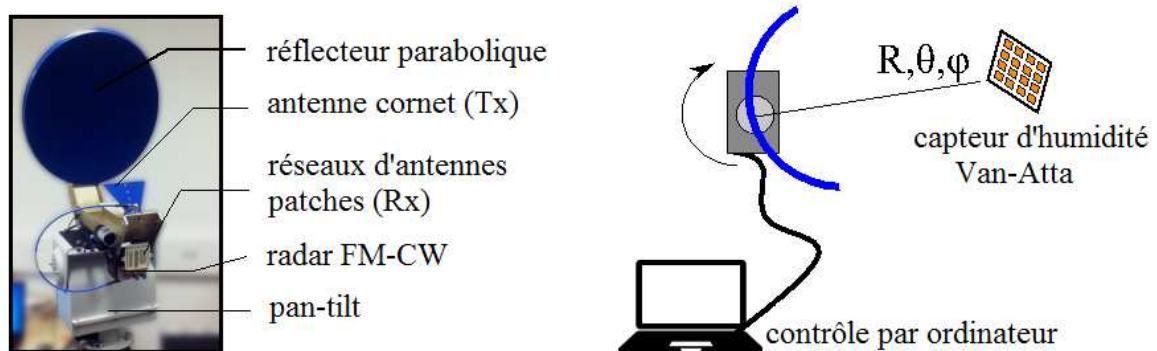 réflecteur parabolique
antenne cornet (Tx)
réseaux d'antennes
patches (Rx)
radar FM-CW
pan-tilt
R,θ,φ
capteur d'humidité
Van-Atta
contrôle par ordinateur